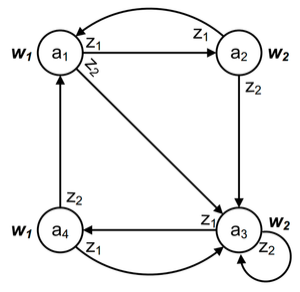 w₁ a₁ z₁ z₁ a₂ w₂
z₂ z₂
z₂ z₁ w₂
w₁ a₄ a₃
z₁ z₂